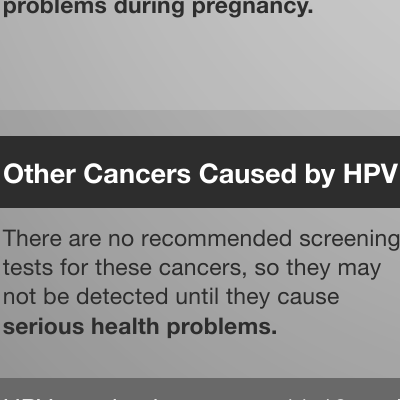 problems during pregnancy.
Other Cancers Caused by HPV
There are no recommended screening
tests for these cancers, so they may
not be detected until they cause
serious health problems.